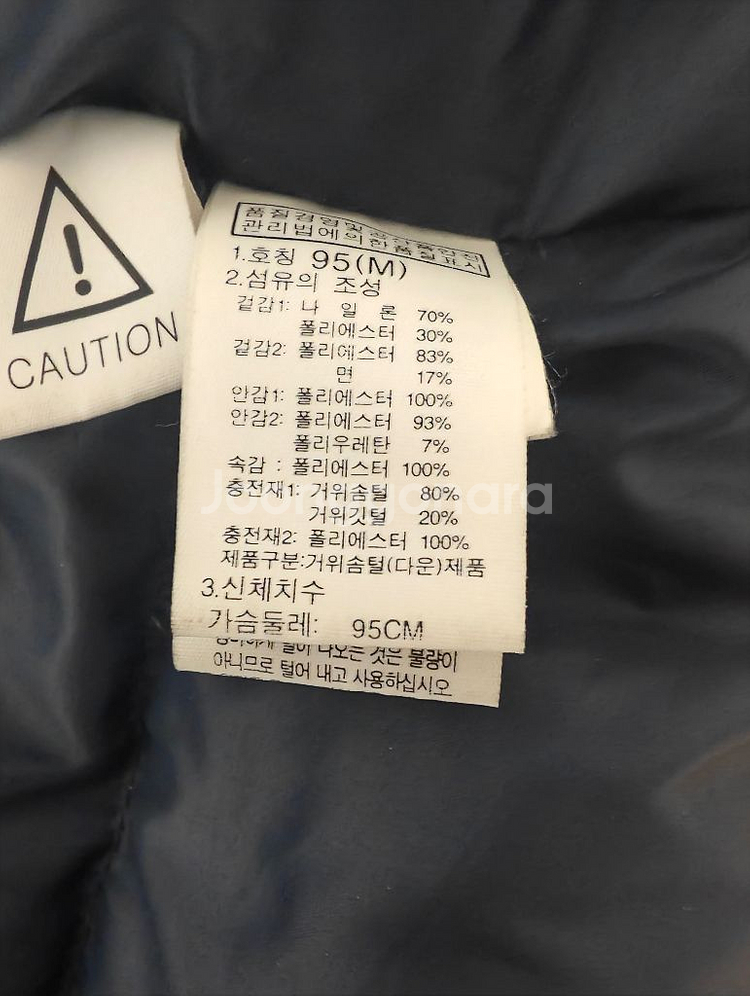 CAUTION
품질경영및공산품안전
관리법에의한품질표시
1.호칭 95(M)
2.섬유의 조성
겉감1: 나 일 론 70%
폴리에스터 30%
겉감2: 폴리에스터 83%
면 17%
안감1: 폴리에스터 100%
안감2: 폴리에스터 93%
폴리우레탄 7%
속감 : 폴리에스터 100%
충전재1: 거위솜털 80%
거위깃털 20%
충전재2: 폴리에스터 100%
제품구분:거위솜털(다운)제품
3.신체치수
가슴둘레: 95CM
털이 나오는 것은 불량이
아니므로 털어 내고 사용하십시오
Joonggonara